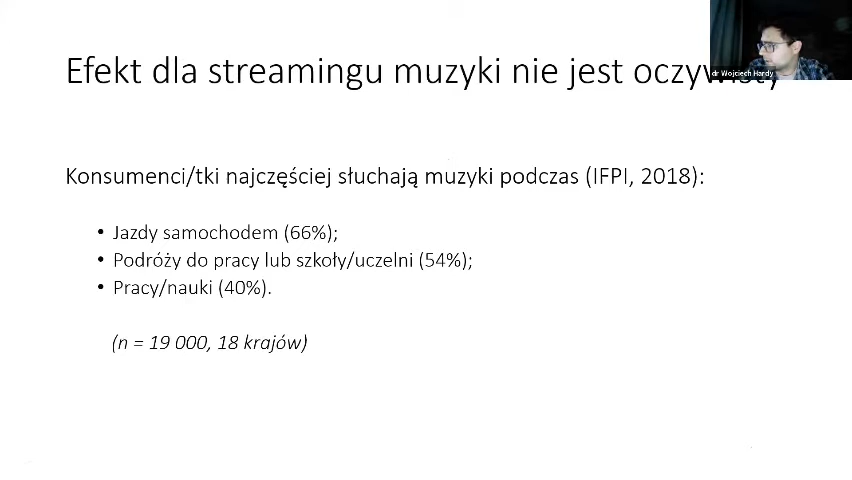 Efekt dla streamingu muzyki nie jest oczywisty
dr Wojciech Hardy
Konsumenci/tki najczęściej słuchają muzyki podczas (IFPI, 2018):
• Jazdy samochodem (66%);
• Podróży do pracy lub szkoły/uczelni (54%);
• Pracy/nauki (40%).
(n = 19 000, 18 krajów)